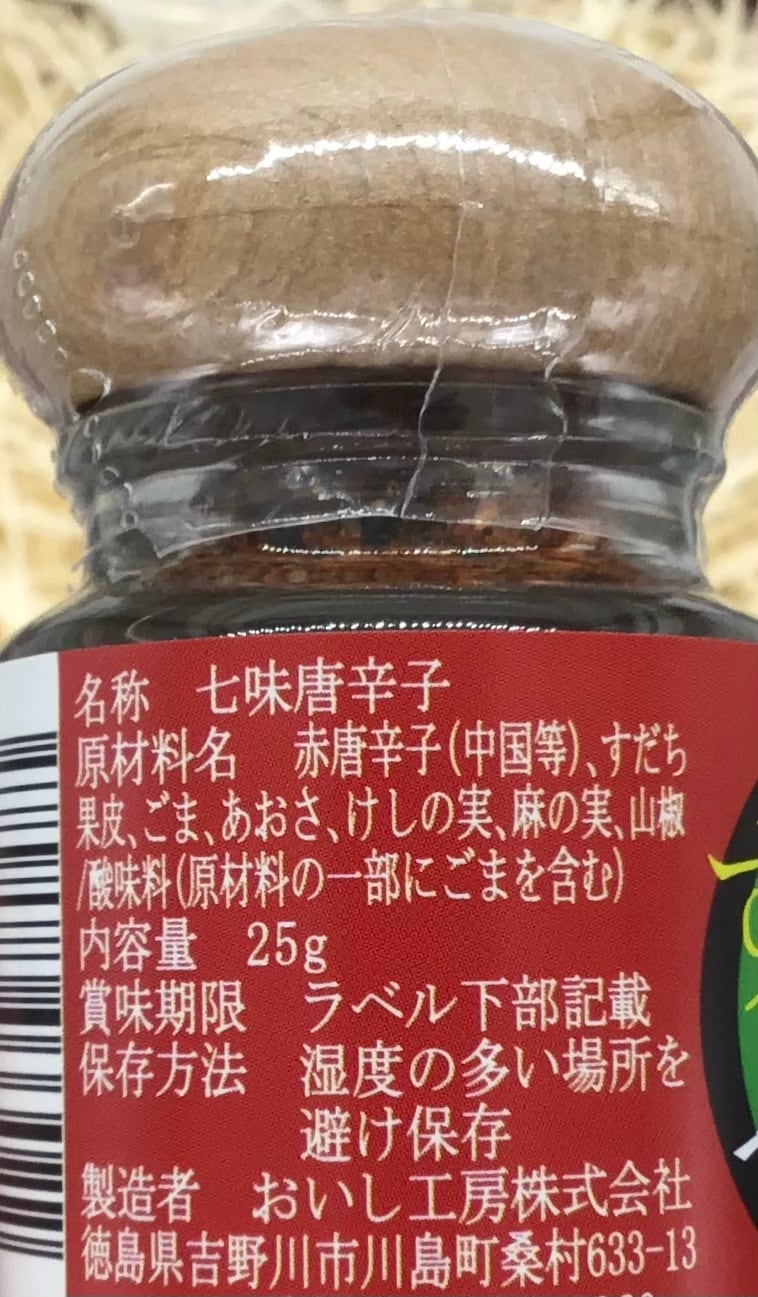 名称　七味唐辛子
原材料名　赤唐辛子(中国等)、すだち
果皮、ごま、あおさ、けしの実、麻の実、山椒
/酸味料(原材料の一部にごまを含む)
内容量　25g
賞味期限　ラベル下部記載
保存方法　湿度の多い場所を
避け保存
製造者　おいし工房株式会社
徳島県吉野川市川島町桑村633-13